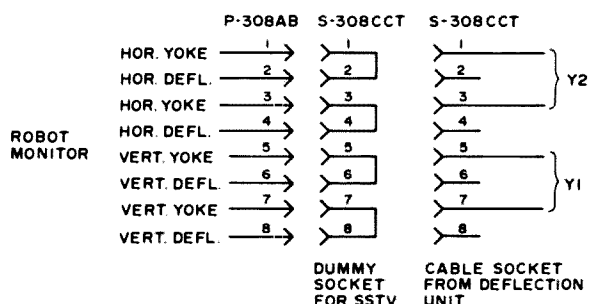 P-308AB S-308CCT S-308CCT
HOR. YOKE 1 1 1
HOR. DEFL. 2 2 2
Y2
HOR. YOKE 3 3 3
HOR. DEFL. 4 4 4
ROBOT
MONITOR
VERT. YOKE 5 5 5
VERT. DEFL. 6 6 6
Y1
VERT. YOKE 7 7 7
VERT. DEFL. 8 8 8
DUMMY
SOCKET
FOR SSTV
CABLE SOCKET
FROM DEFLECTION
UNIT